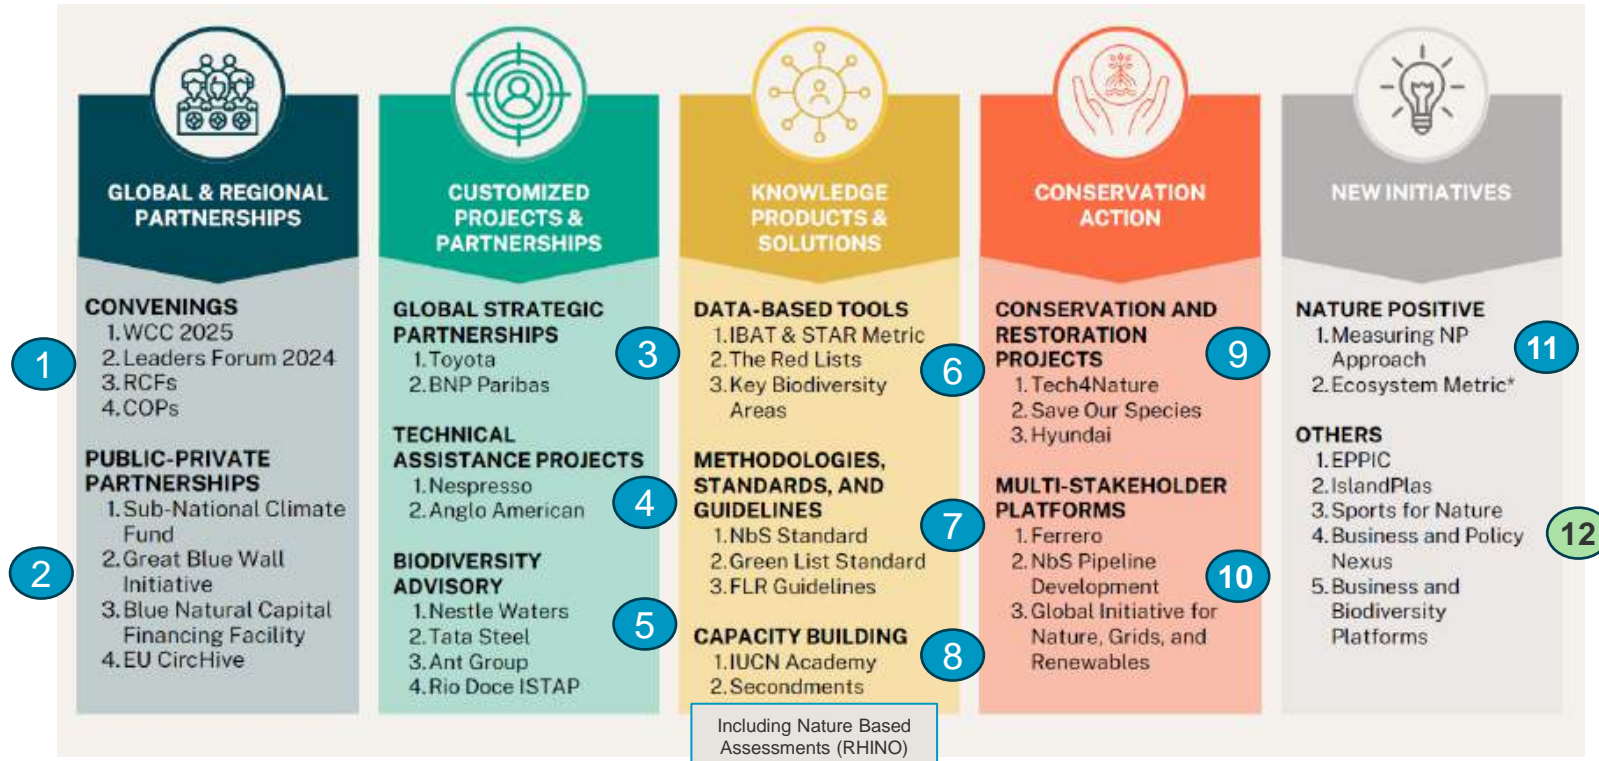 GLOBAL & REGIONAL
PARTNERSHIPS
CONVENINGS
1. WCC 2025
2. Leaders Forum 2024
3. RCFs
4. COPs
1
PUBLIC-PRIVATE
PARTNERSHIPS
1. Sub-National Climate
Fund
2. Great Blue Wall
Initiative
3. Blue Natural Capital
Financing Facility
4. EU CircHive
2
CUSTOMIZED
PROJECTS &
PARTNERSHIPS
GLOBAL STRATEGIC
PARTNERSHIPS
1. Toyota
2. BNP Paribas
3
TECHNICAL
ASSISTANCE PROJECTS
1. Nespresso
2. Anglo American
4
BIODIVERSITY
ADVISORY
1. Nestle Waters
2. Tata Steel
3. Ant Group
4. Rio Doce ISTAP
5
KNOWLEDGE
PRODUCTS &
SOLUTIONS
DATA-BASED TOOLS
1. IBAT & STAR Metric
2. The Red Lists
3. Key Biodiversity
Areas
6
METHODOLOGIES,
STANDARDS, AND
GUIDELINES
1. NbS Standard
2. Green List Standard
3. FLR Guidelines
7
CAPACITY BUILDING
1. IUCN Academy
2. Secondments
8
Including Nature Based
Assessments (RHINO)
CONSERVATION
ACTION
CONSERVATION AND
RESTORATION
PROJECTS
1. Tech4Nature
2. Save Our Species
3. Hyundai
9
MULTI-STAKEHOLDER
PLATFORMS
1. Ferrero
2. NbS Pipeline
Development
3. Global Initiative for
Nature, Grids, and
Renewables
10
NEW INITIATIVES
NATURE POSITIVE
1. Measuring NP
Approach
2. Ecosystem Metric*
11
OTHERS
1. EPPIC
2. IslandPlas
3. Sports for Nature
4. Business and Policy
Nexus
5. Business and
Biodiversity
Platforms
12